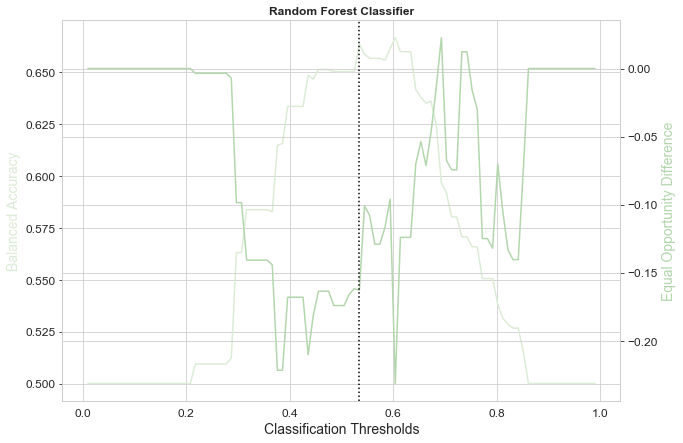 Random Forest Classifier
0.650
0.625
0.600
0.575
0.550
0.525
0.500
Balanced Accuracy
0.00
−0.05
−0.10
−0.15
−0.20
Equal Opportunity Difference
0.0 0.2 0.4 0.6 0.8 1.0
Classification Thresholds